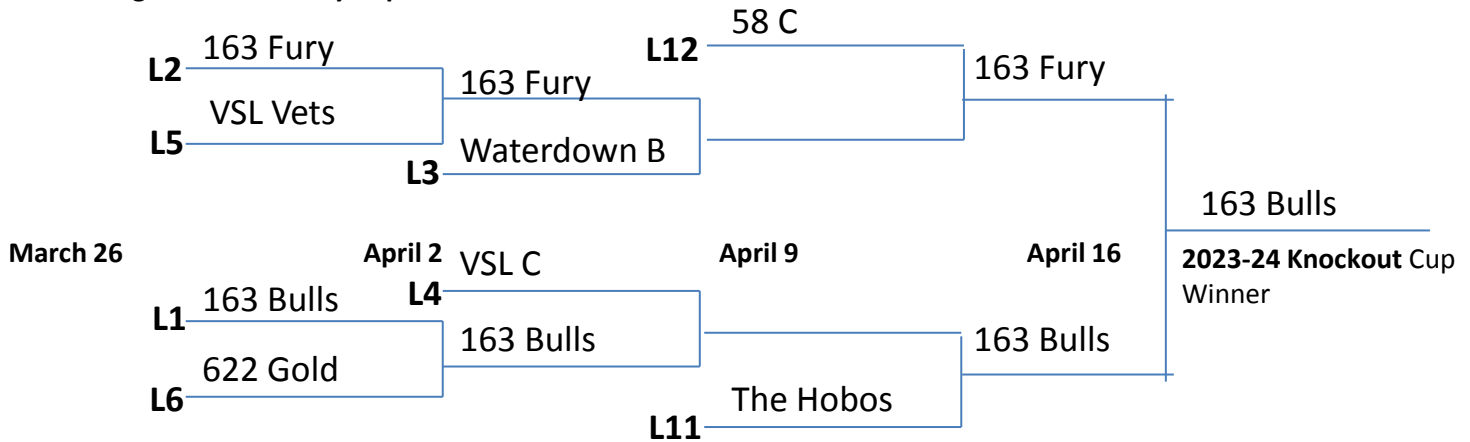 58 C
L12
163 Fury
L2
163 Fury
163 Fury
VSL Vets
L5
Waterdown B
L3
163 Bulls
March 26
April 2
VSL C
April 9
April 16
2023-24 Knockout Cup
Winner
L4
163 Bulls
L1
163 Bulls
163 Bulls
622 Gold
L6
The Hobos
L11